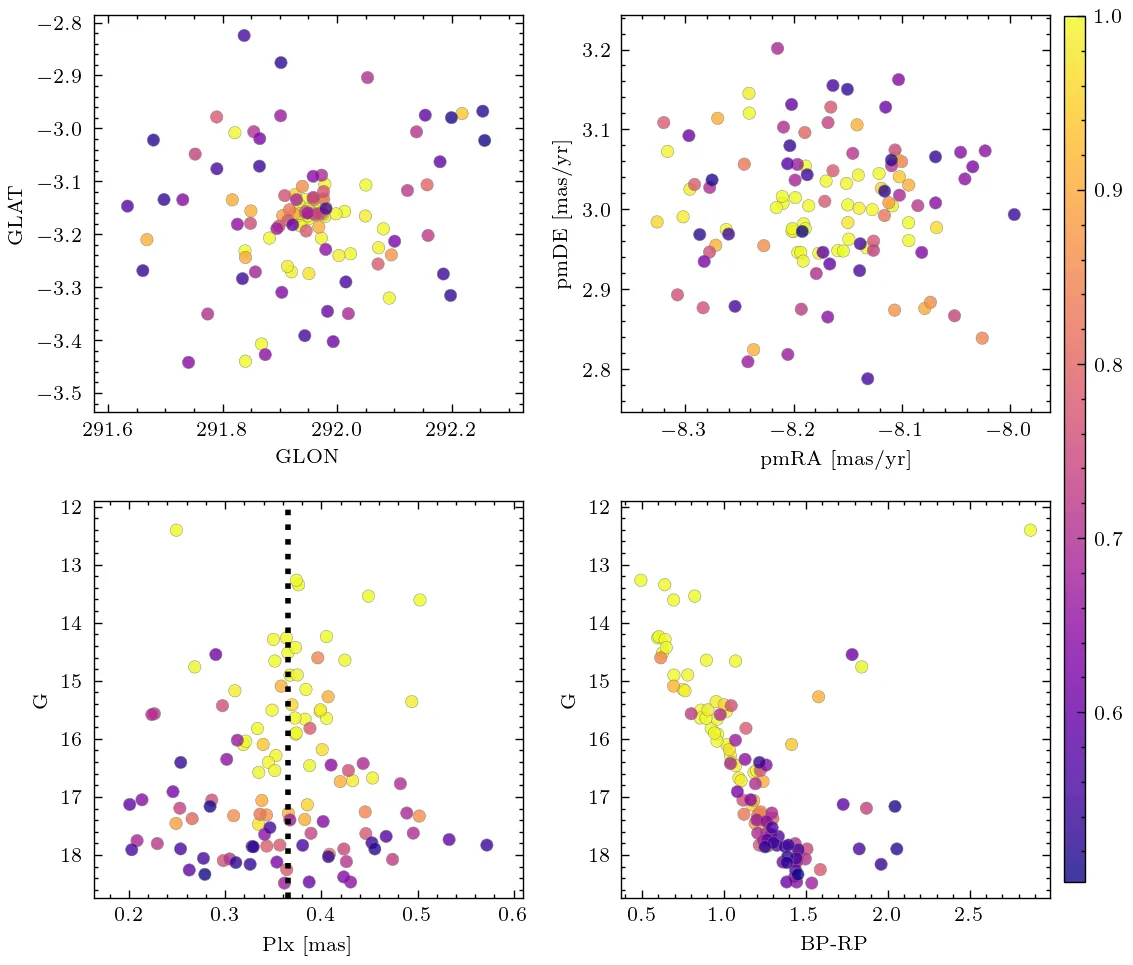 −2.8
−2.9
−3.0
−3.1
−3.2
−3.3
−3.4
−3.5
GLAT
291.6 291.8 292.0 292.2
GLON
3.2
3.1
3.0
2.9
2.8
pmDE [mas/yr]
−8.3 −8.2 −8.1 −8.0
pmRA [mas/yr]
1.0
0.9
0.8
0.7
0.6
12
13
14
15
16
17
18
G
0.2 0.3 0.4 0.5 0.6
Plx [mas]
12
13
14
15
16
17
18
G
0.5 1.0 1.5 2.0 2.5
BP-RP